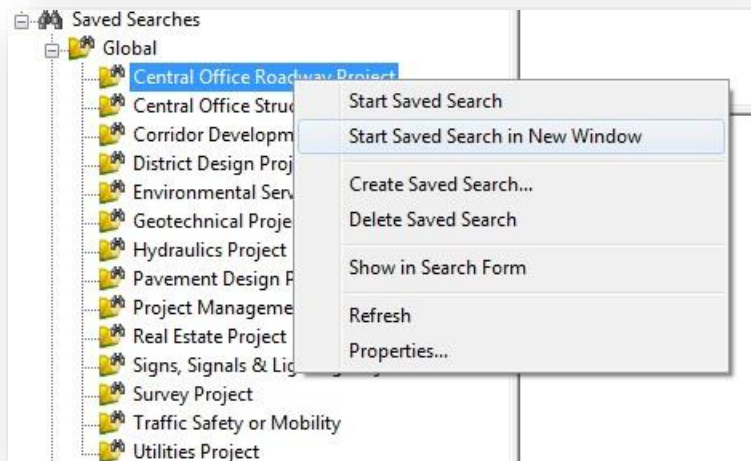 Saved Searches
Global
Central Office Roadway Project
Central Office Struc
Corridor Developm
District Design Proj
Environmental Serv
Geotechnical Proje
Hydraulics Project
Pavement Design P
Project Manageme
Real Estate Project
Signs, Signals & Lig
Survey Project
Traffic Safety or Mobility
Utilities Project
Start Saved Search
Start Saved Search in New Window
Create Saved Search...
Delete Saved Search
Show in Search Form
Refresh
Properties...